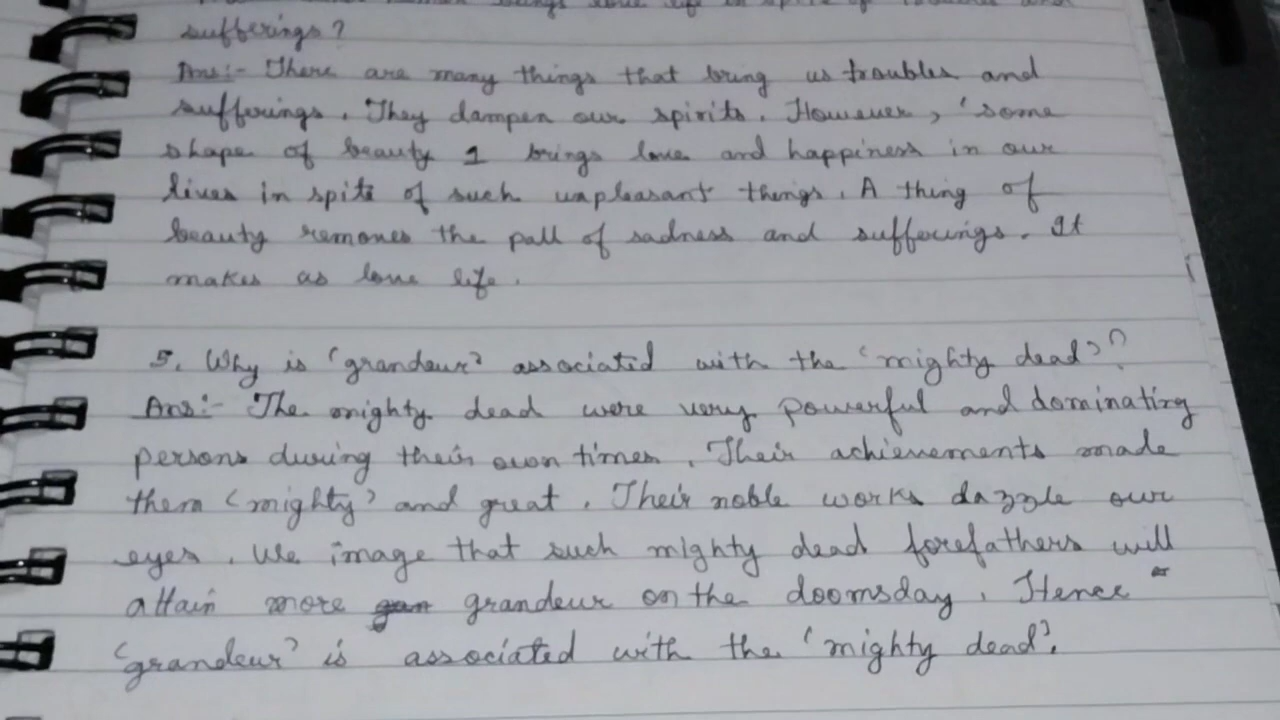 sufferings?
Ans:- There are many things that bring us troubles and
sufferings. They dampen our spirits. However, 'some
shape of beauty 1 brings love and happiness in our
lives in spite of such unpleasant things. A thing of
beauty removes the pall of sadness and sufferings. It
makes as love life.
5. Why is 'grandeur' associated with the 'mighty dead'?
Ans:- The mighty dead were very powerful and dominating
persons during their own times. Their achievements made
them 'mighty' and great. Their noble works dazzle our
eyes. We image that such mighty dead forefathers will
attain more grandeur on the doomsday. Hence
'grandeur' is associated with the 'mighty dead'.